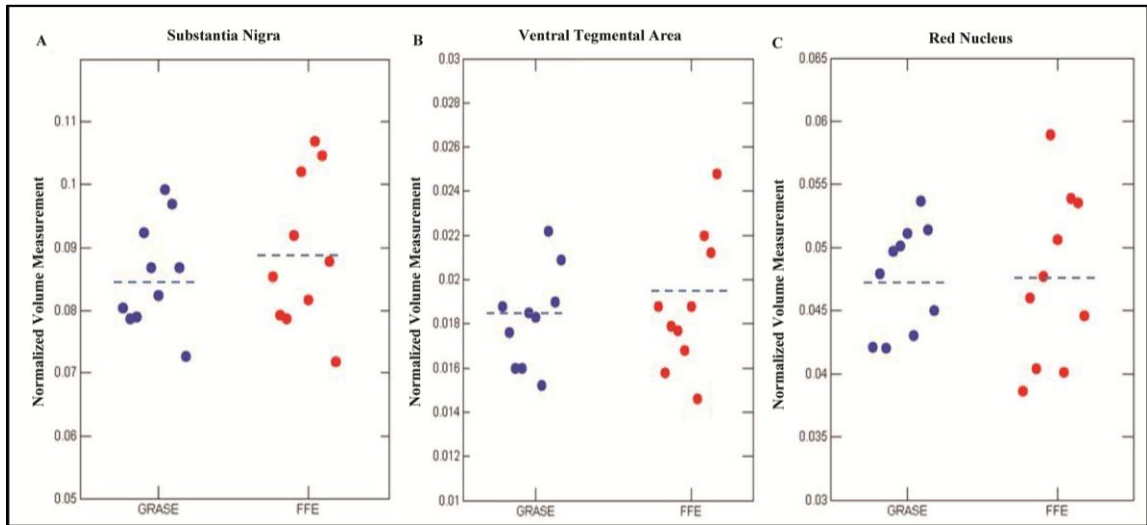 A
Substantia Nigra
Normalized Volume Measurement
0.11
0.1
0.09
0.08
0.07
0.06
0.05
GRASE
FFE
B
Ventral Tegmental Area
Normalized Volume Measurement
0.03
0.028
0.026
0.024
0.022
0.02
0.018
0.016
0.014
0.012
0.01
GRASE
FFE
C
Red Nucleus
Normalized Volume Measurement
0.065
0.06
0.055
0.05
0.045
0.04
0.035
0.03
GRASE
FFE